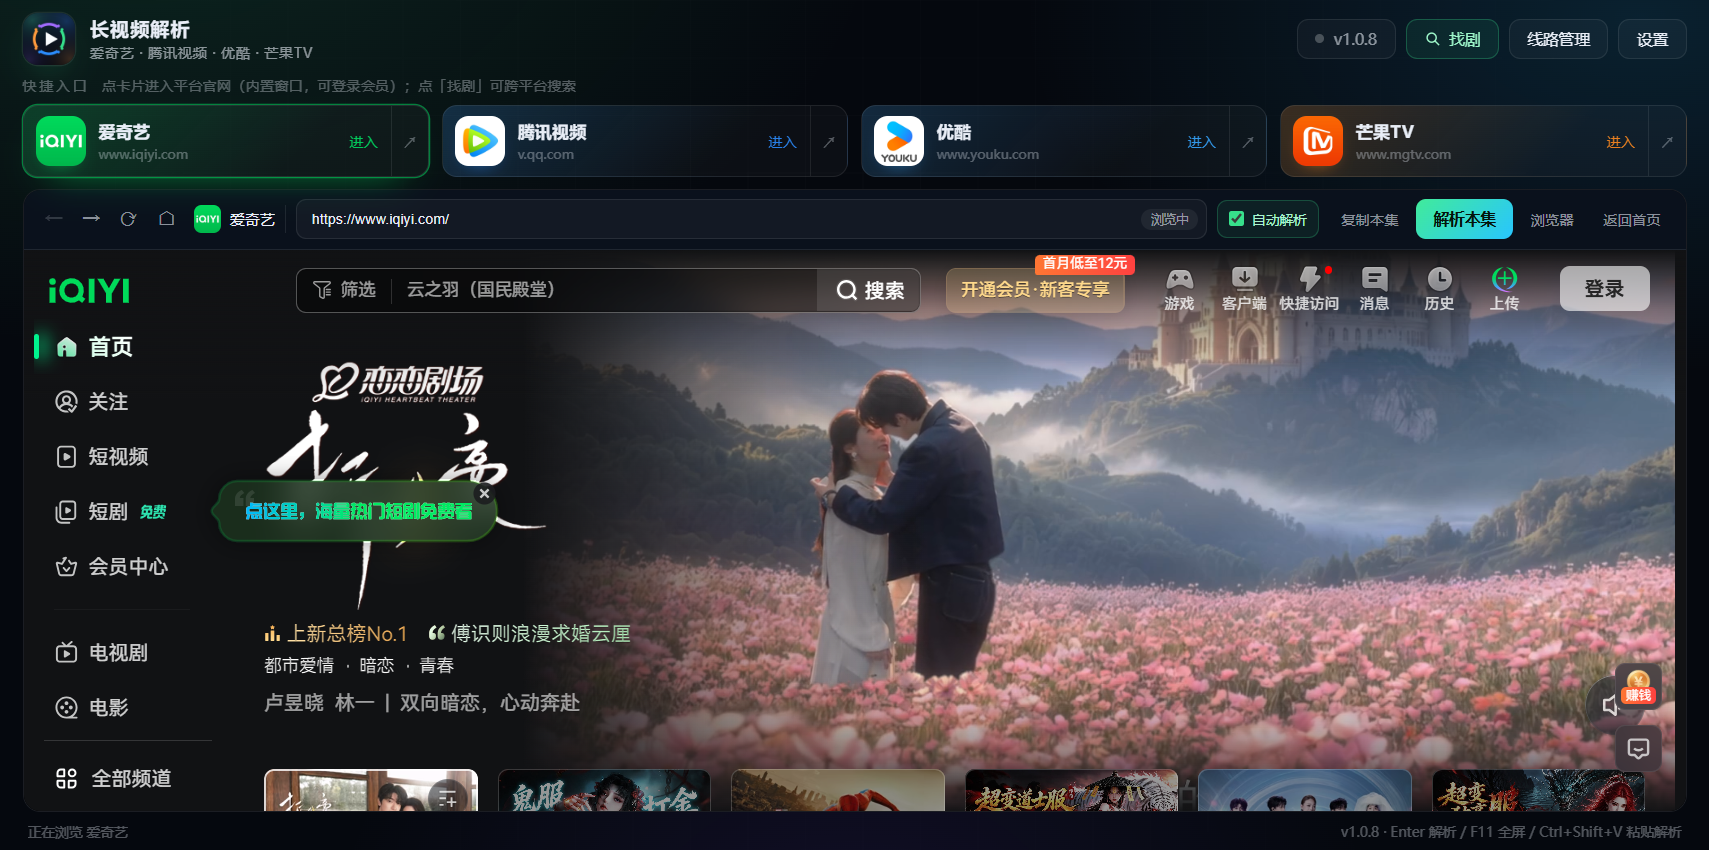 长视频解析
爱奇艺 · 腾讯视频 · 优酷 · 芒果TV
v1.0.8
找剧
线路管理
设置
快捷入口 点卡片进入平台官网（内置窗口，可登录会员）；点「找剧」可跨平台搜索
iQIYI
爱奇艺
www.iqiyi.com
进入
腾讯视频
v.qq.com
进入
YOUKU
优酷
www.youku.com
进入
芒果TV
www.mgtv.com
进入
iQIYI
爱奇艺
https://www.iqiyi.com/
浏览中
自动解析
复制本集
解析本集
浏览器
返回首页
iQIYI
筛选
云之羽（国民殿堂）
搜索
首月低至12元
开通会员·新客专享
游戏
客户端
快捷访问
消息
历史
上传
登录
首页
关注
短视频
短剧 免费
会员中心
电视剧
电影
全部频道
恋恋剧场
iQIYI HEARTBEAT THEATER
点这里，海量热门短剧免费看
上新总榜No.1 傅识则浪漫求婚云厘
都市爱情 · 暗恋 · 青春
卢昱晓 林一 | 双向暗恋，心动奔赴
赚钱
鬼服
打金
超变道士服
超变
正在浏览 爱奇艺
v1.0.8 · Enter 解析 / F11 全屏 / Ctrl+Shift+V 粘贴解析